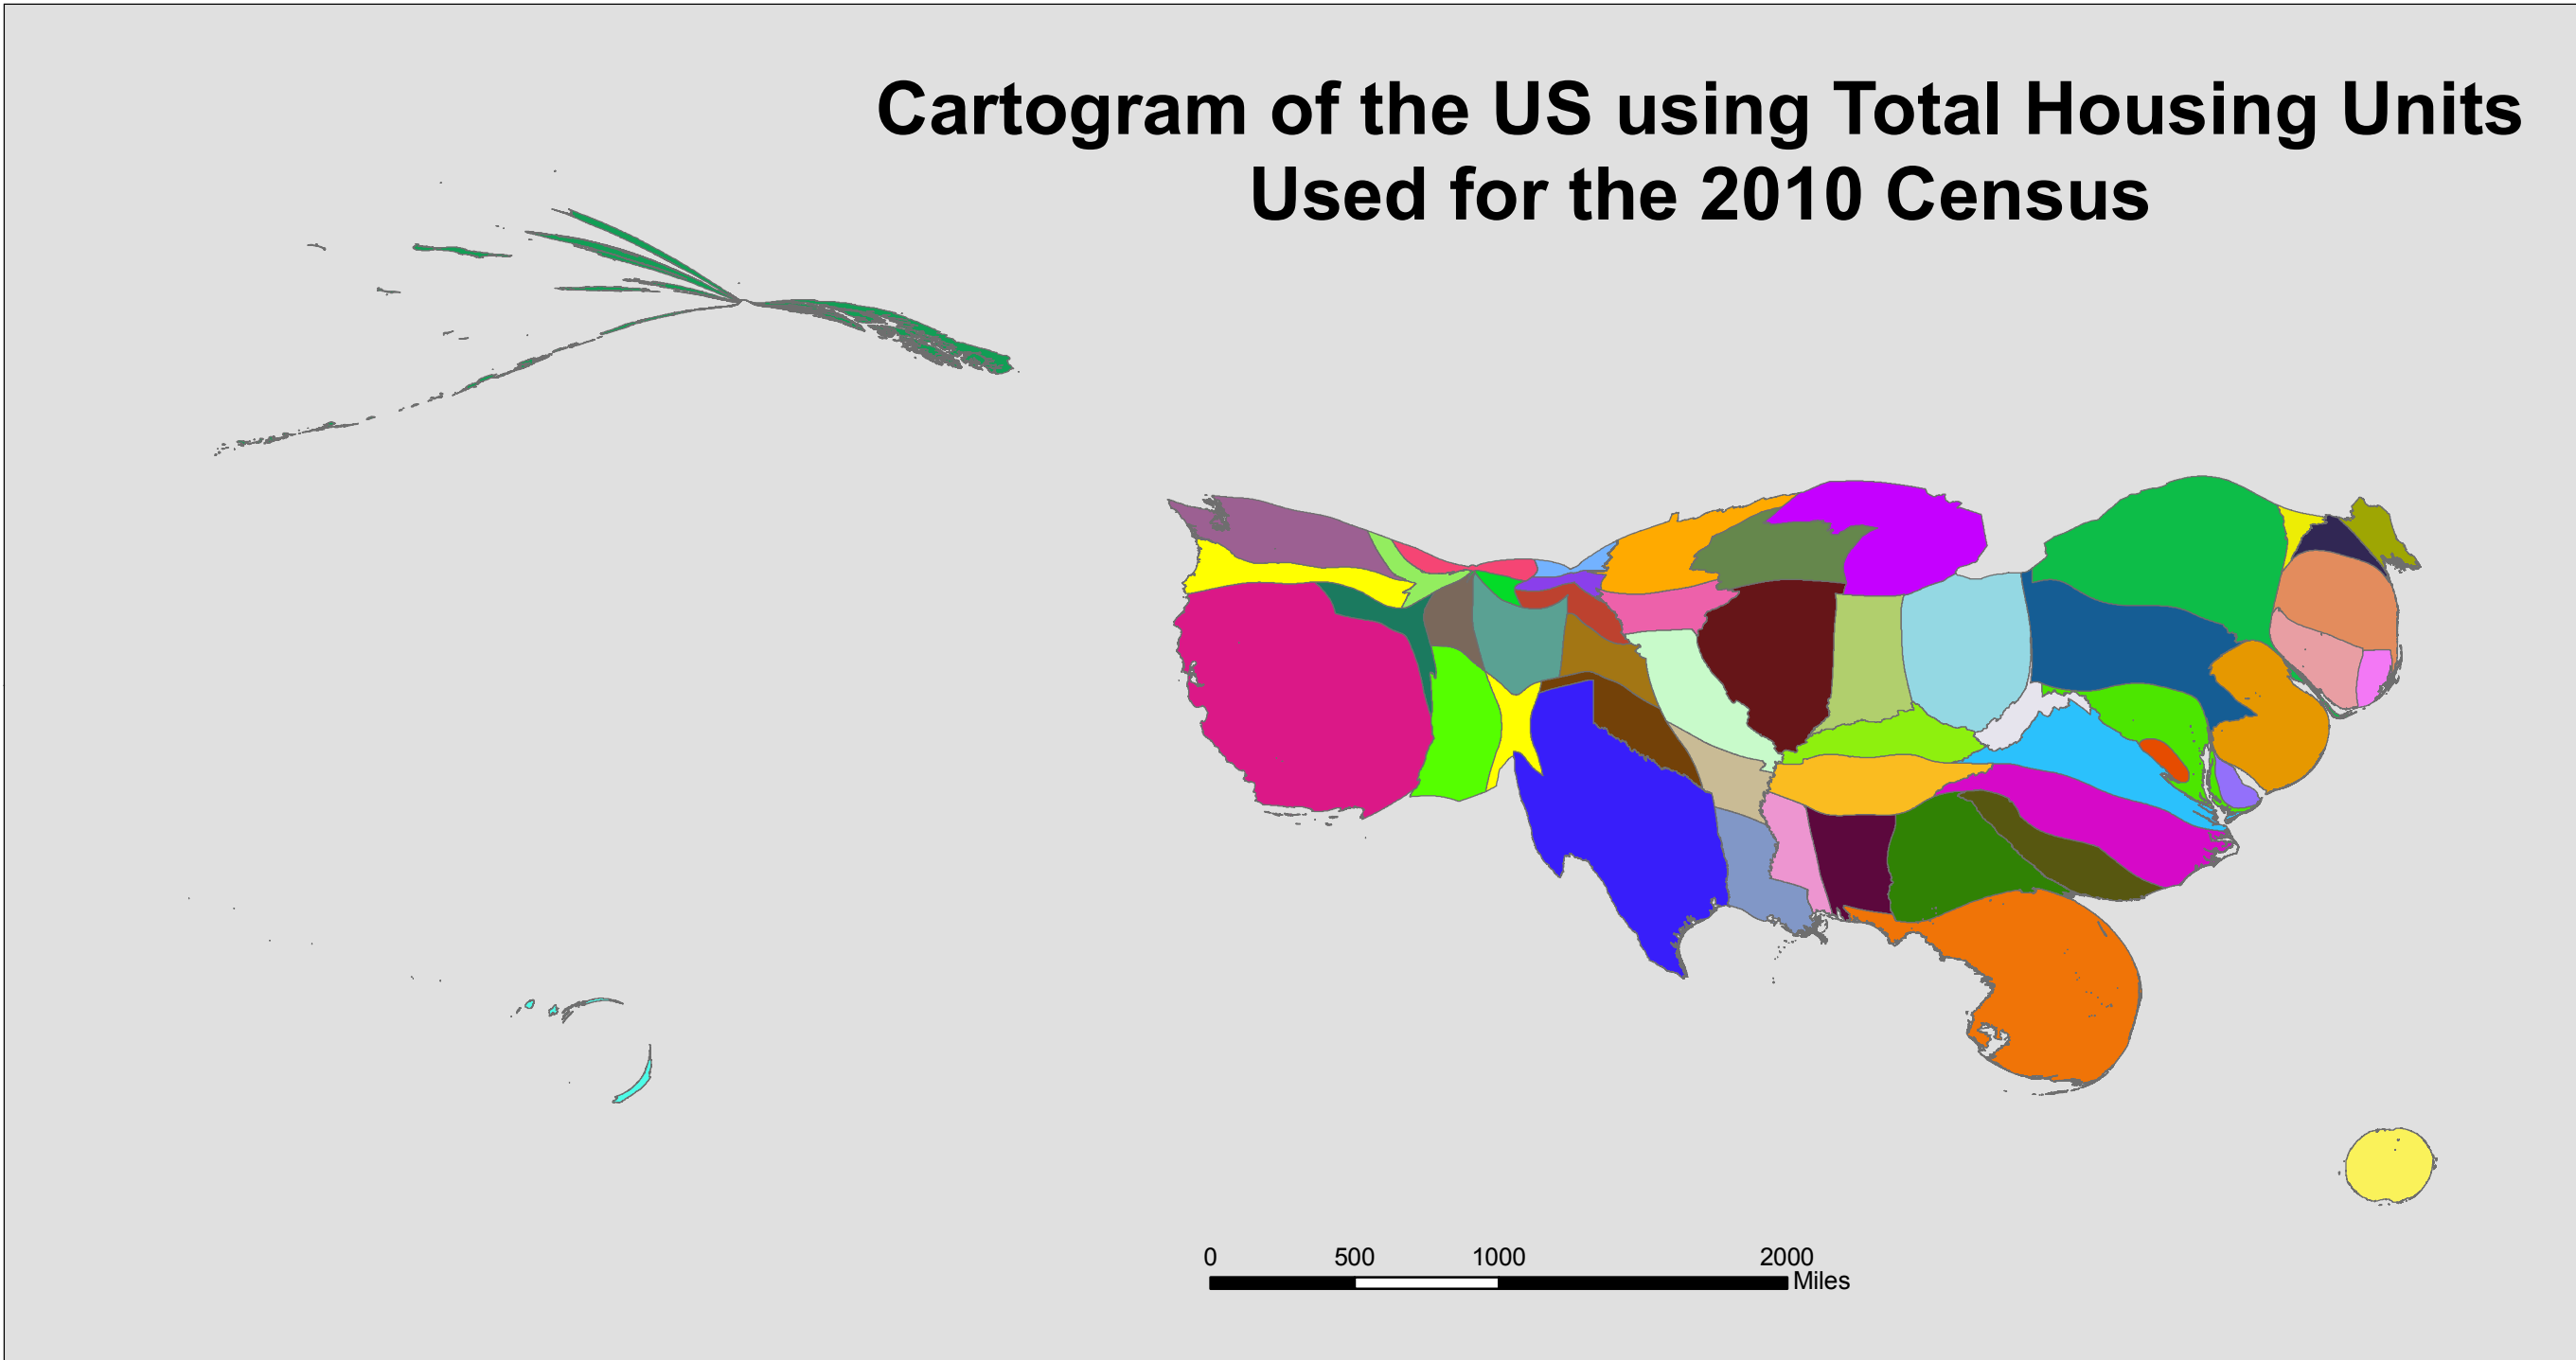 Cartogram of the US using Total Housing Units
Used for the 2010 Census
0 500 1000 2000
Miles